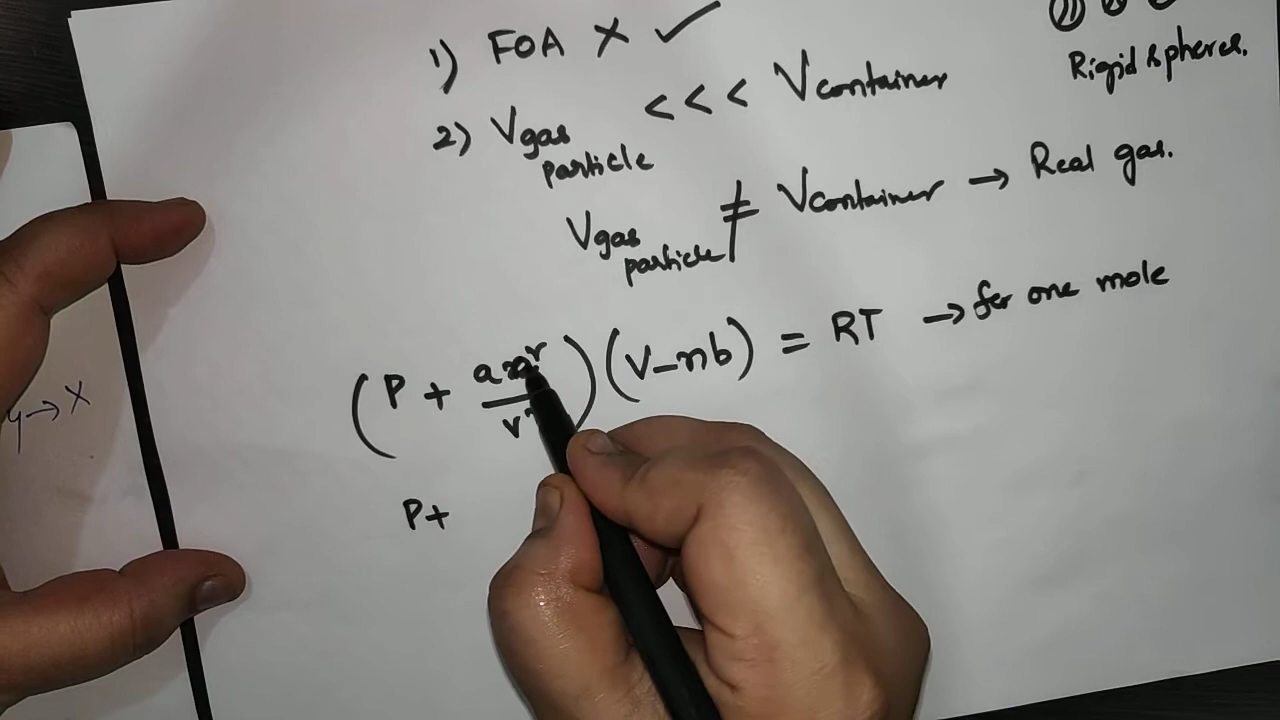 1) FOA X ✓
2) Vgas particle <<< Vcontainer
Rigid spheres.
Vgas particle ≠ Vcontainer → Real gas.
(P + an²/v²) (V-nb) = RT → for one mole
P+
y→X